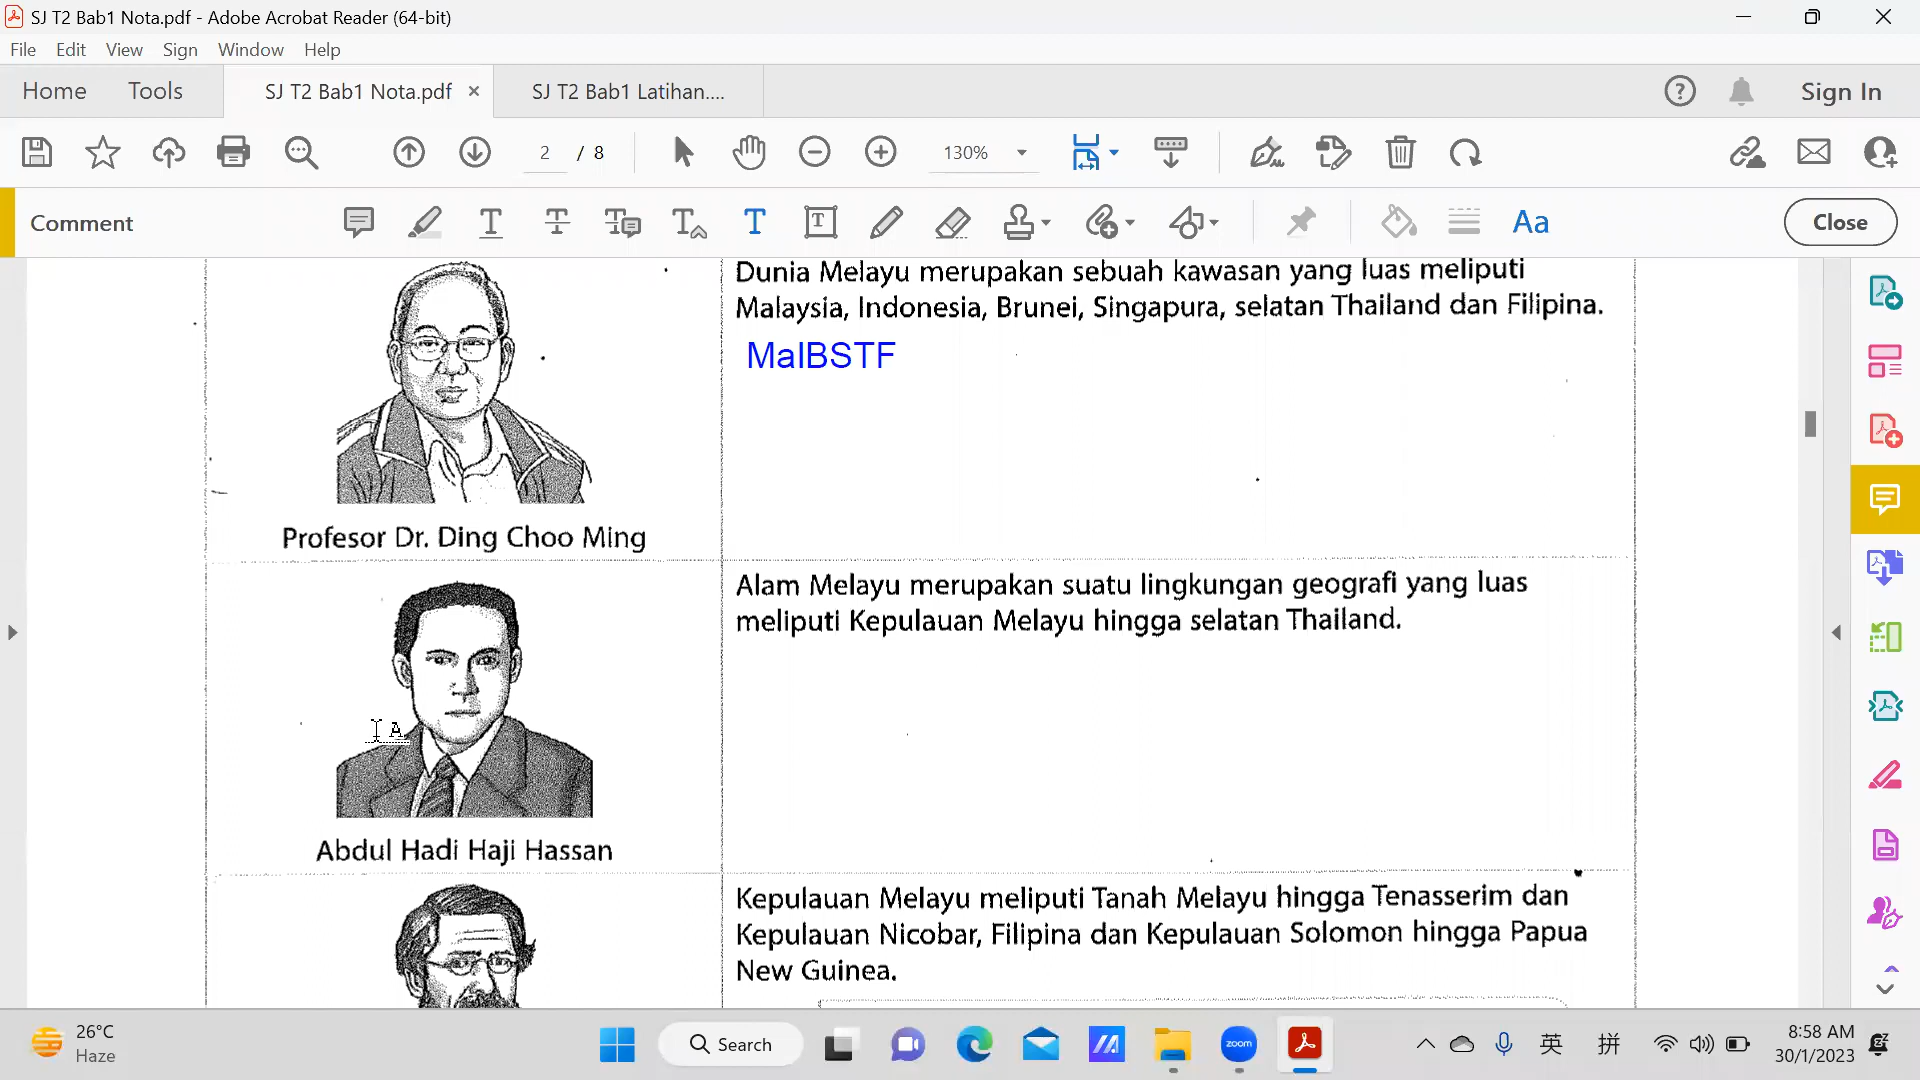 SJ T2 Bab1 Nota.pdf - Adobe Acrobat Reader (64-bit)
File Edit View Sign Window Help
Home Tools SJ T2 Bab1 Nota.pdf SJ T2 Bab1 Latihan.... Sign In
2 / 8 130%
Comment Aa Close
Dunia Melayu merupakan sebuah kawasan yang luas meliputi
Malaysia, Indonesia, Brunei, Singapura, selatan Thailand dan Filipina.
MaIBSTF
Profesor Dr. Ding Choo Ming
Alam Melayu merupakan suatu lingkungan geografi yang luas
meliputi Kepulauan Melayu hingga selatan Thailand.
Abdul Hadi Haji Hassan
Kepulauan Melayu meliputi Tanah Melayu hingga Tenasserim dan
Kepulauan Nicobar, Filipina dan Kepulauan Solomon hingga Papua
New Guinea.
26°C
Haze
Search
zoom
英 拼
8:58 AM
30/1/2023